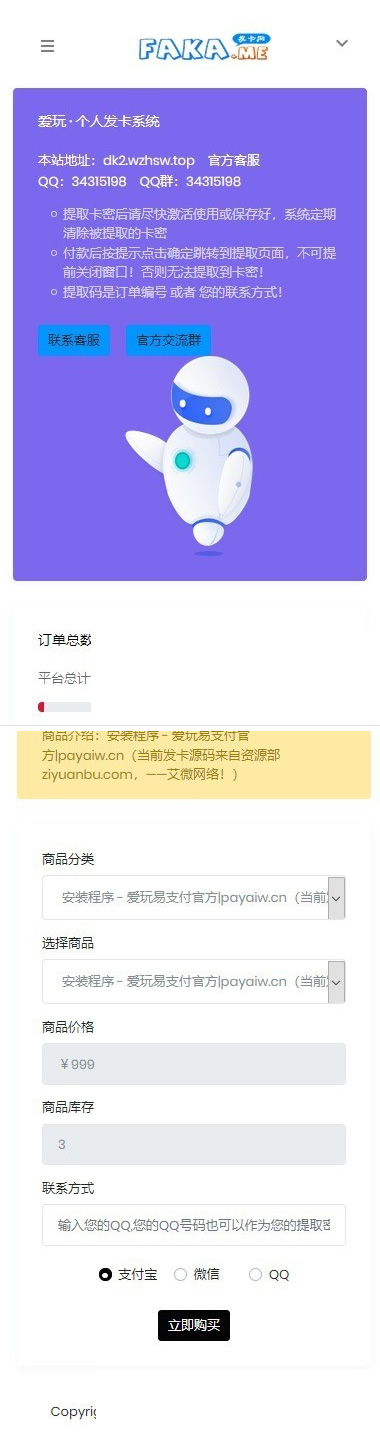 FAKA.ME 发卡网
爱玩·个人发卡系统
本站地址：dk2.wzhsw.top 官方客服
QQ：34315198 QQ群：34315198
提取卡密后请尽快激活使用或保存好，系统定期
清除被提取的卡密
付款后按提示点击确定跳转到提取页面，不可提
前关闭窗口！否则无法提取到卡密！
提取码是订单编号 或者 您的联系方式！
联系客服 官方交流群
订单总数
平台总计
商品介绍：安装程序 - 爱玩易支付官
方|payaiw.cn（当前发卡源码来自资源部
ziyuanbu.com，——艾微网络！）
商品分类
安装程序 - 爱玩易支付官方|payaiw.cn（当前发
选择商品
安装程序 - 爱玩易支付官方|payaiw.cn（当前发
商品价格
￥999
商品库存
3
联系方式
输入您的QQ,您的QQ号码也可以作为您的提取密
支付宝 微信 QQ
立即购买
Copyrig